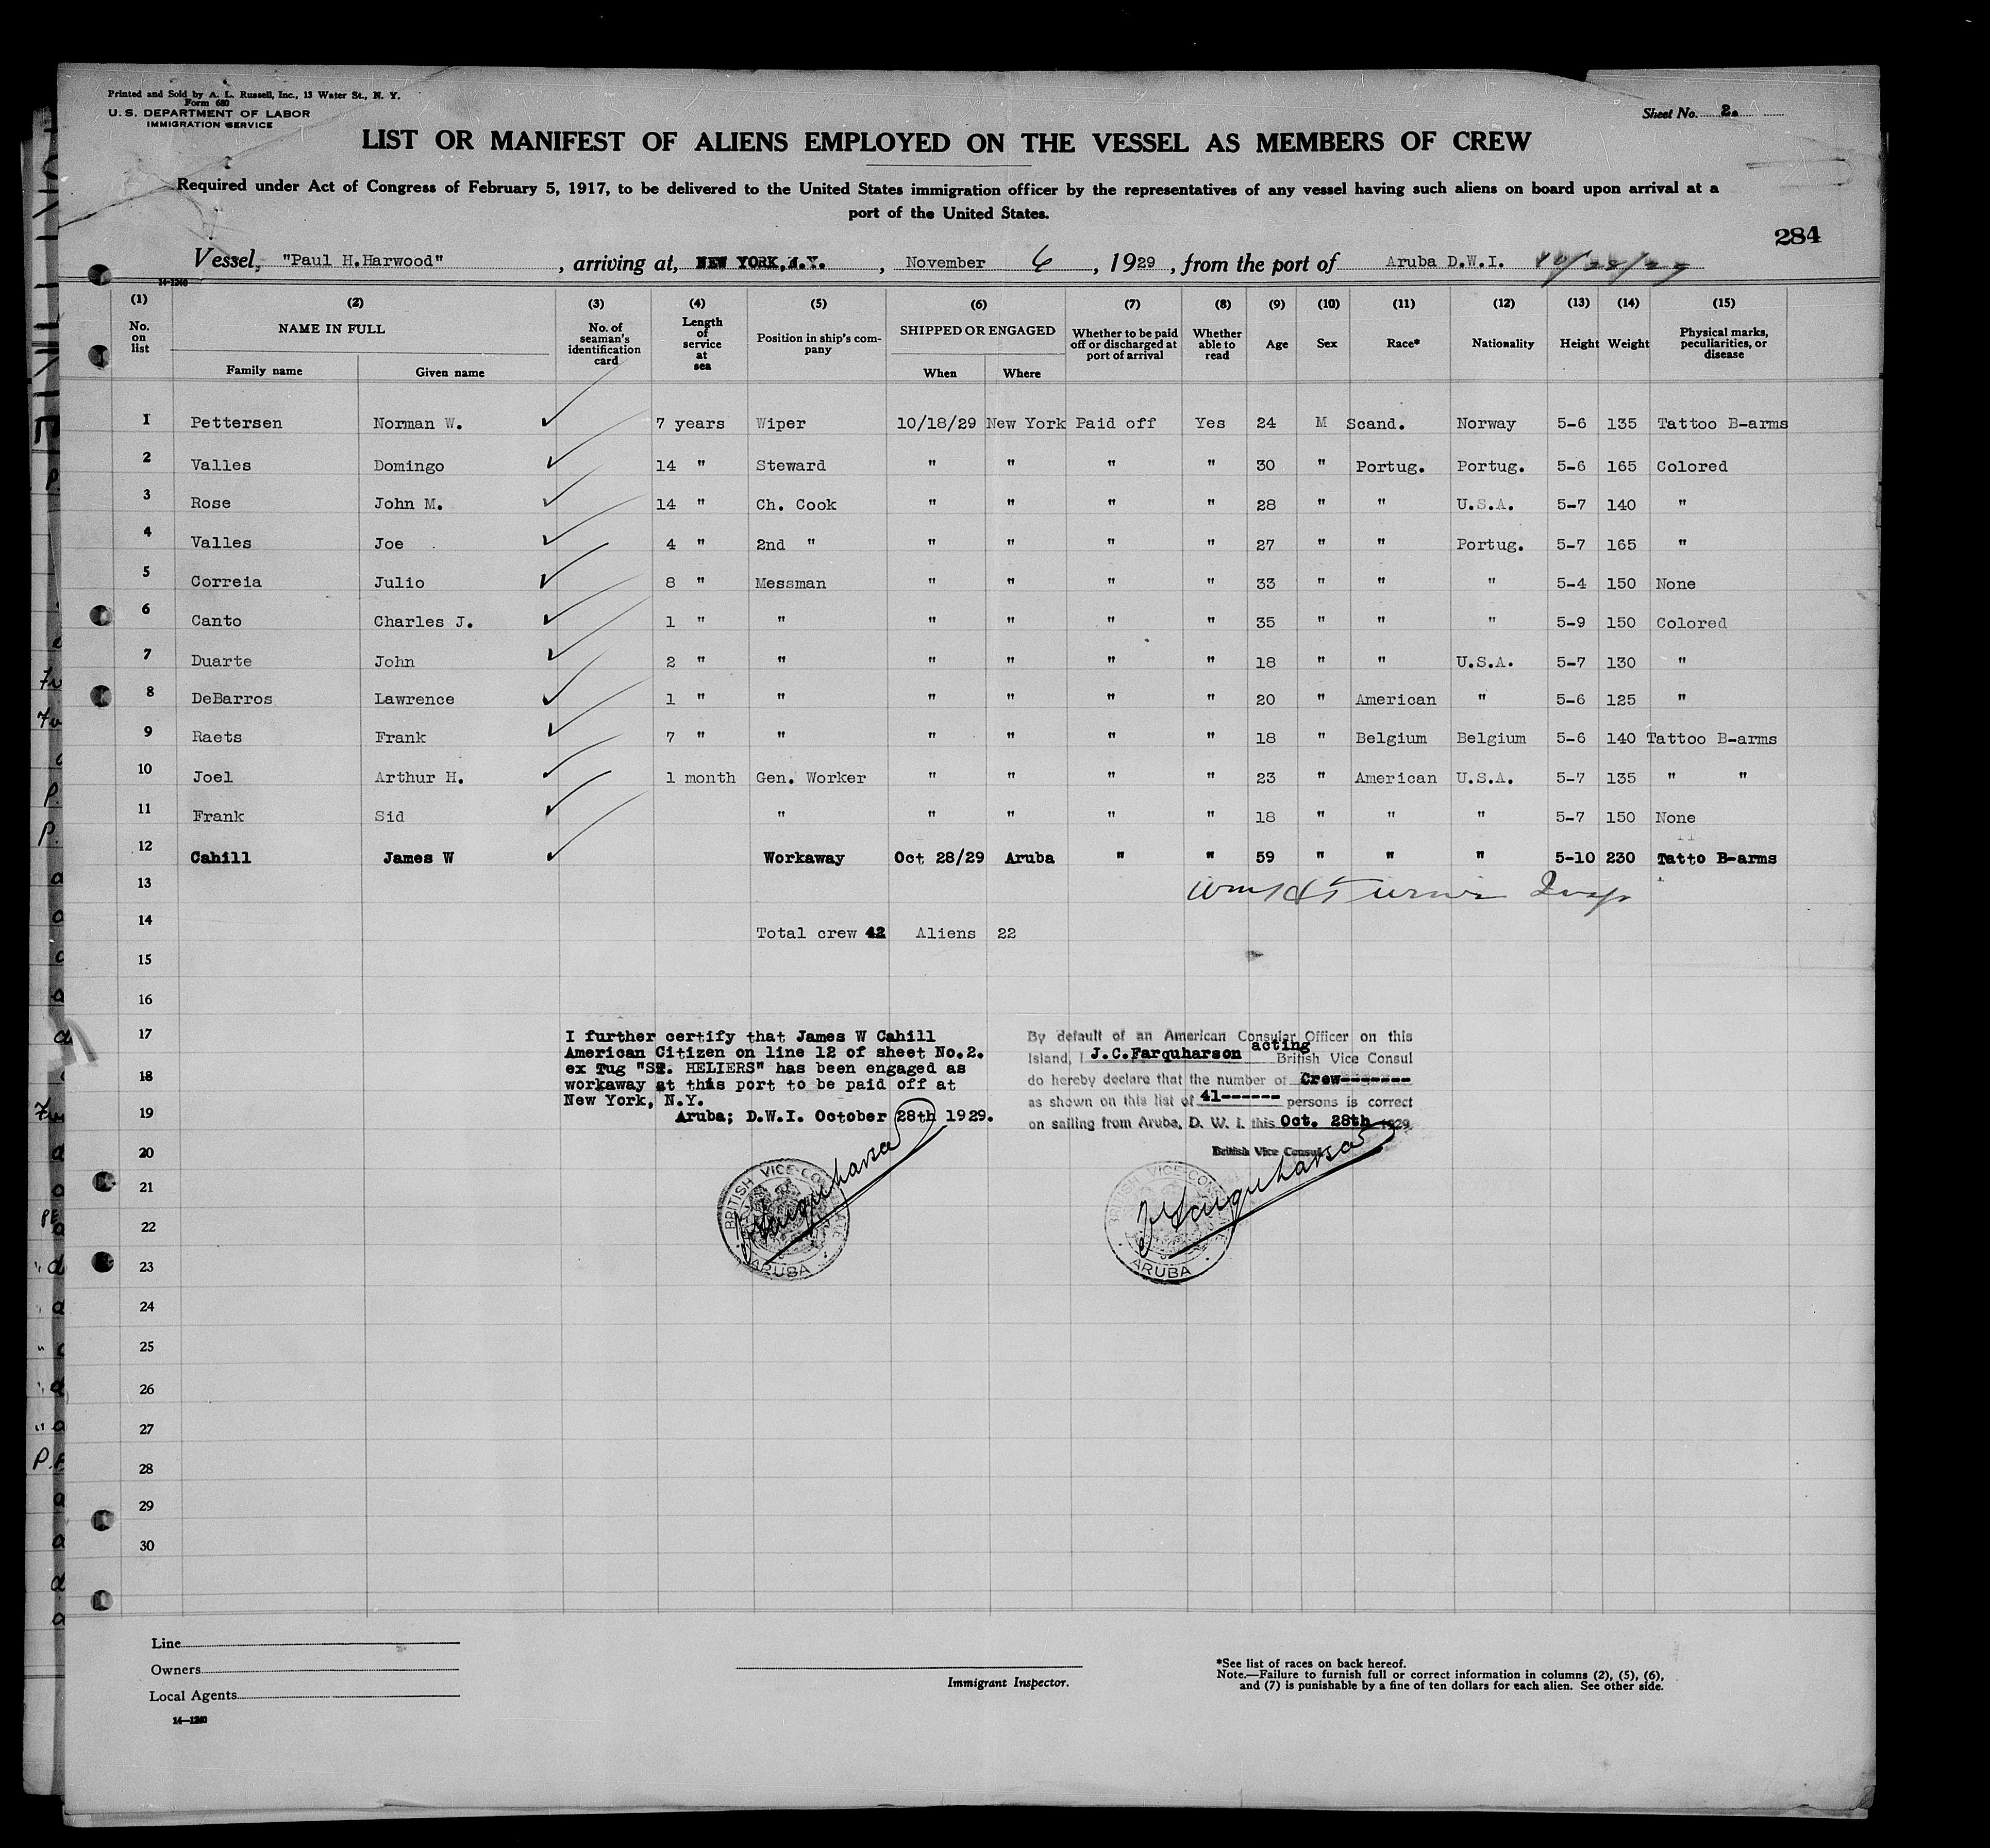 Printed and Sold by A. L. Russell, Inc., 13 Water St., N. Y.
Form 680
U. S. DEPARTMENT OF LABOR
IMMIGRATION SERVICE
Sheet No. 2.
LIST OR MANIFEST OF ALIENS EMPLOYED ON THE VESSEL AS MEMBERS OF CREW
Required under Act of Congress of February 5, 1917, to be delivered to the United States immigration officer by the representatives of any vessel having such aliens on board upon arrival at a
port of the United States.
284
Vessel, "Paul H.Harwood" , arriving at, NEW YORK, N.Y. , November 6 , 1929 , from the port of Aruba D.W.I. 10/28/29
14-1240
(1) (2) (3) (4) (5) (6) (7) (8) (9) (10) (11) (12) (13) (14) (15)
No. on list NAME IN FULL Family name Given name No. of seaman's identification card Length of service at sea Position in ship's company SHIPPED OR ENGAGED When Where Whether to be paid off or discharged at port of arrival Whether able to read Age Sex Race* Nationality Height Weight Physical marks, peculiarities, or disease
1 Pettersen Norman W. 7 years Wiper 10/18/29 New York Paid off Yes 24 M Scand. Norway 5-6 135 Tattoo B-arms
2 Valles Domingo 14 " Steward " " " " 30 " Portug. Portug. 5-6 165 Colored
3 Rose John M. 14 " Ch. Cook " " " " 28 " " U.S.A. 5-7 140 "
4 Valles Joe 4 " 2nd " " " " " 27 " " Portug. 5-7 165 "
5 Correia Julio 8 " Messman " " " " 33 " " " 5-4 150 None
6 Canto Charles J. 1 " " " " " " 35 " " " 5-9 150 Colored
7 Duarte John 2 " " " " " " 18 " " U.S.A. 5-7 130 "
8 DeBarros Lawrence 1 " " " " " " 20 " American " 5-6 125 "
9 Raets Frank 7 " " " " " " 18 " Belgium Belgium 5-6 140 Tattoo B-arms
10 Joel Arthur H. 1 month Gen. Worker " " " " 23 " American U.S.A. 5-7 135 " "
11 Frank Sid " " " " " 18 " " " 5-7 150 None
12 Cahill James W Workaway Oct 28/29 Aruba " " 59 " " " 5-10 230 Tatto B-arms
13 Wm H Turner Insp
14 Total crew 42 Aliens 22
15
16
17
18
19
20
21
22
23
24
25
26
27
28
29
30
I further certify that James W Cahill
American Citizen on line 12 of sheet No.2.
ex Tug "ST. HELIERS" has been engaged as
workaway at this port to be paid off at
New York, N.Y.
Aruba; D.W.I. October 28th 1929.
J Farquharson
BRITISH VICE-CONSULATE
ARUBA
By default of an American Consular Officer on this
Island, I J.C.Farquharson acting British Vice Consul
do hereby declare that the number of Crew-------
as shown on this list of 41------ persons is correct
on sailing from Aruba, D. W. I. this Oct. 28th 1929
British Vice Consul
J Farquharson
BRITISH VICE-CONSULATE
ARUBA
Line
Owners
Local Agents
14-1240
Immigrant Inspector.
*See list of races on back hereof.
Note.—Failure to furnish full or correct information in columns (2), (5), (6),
and (7) is punishable by a fine of ten dollars for each alien. See other side.